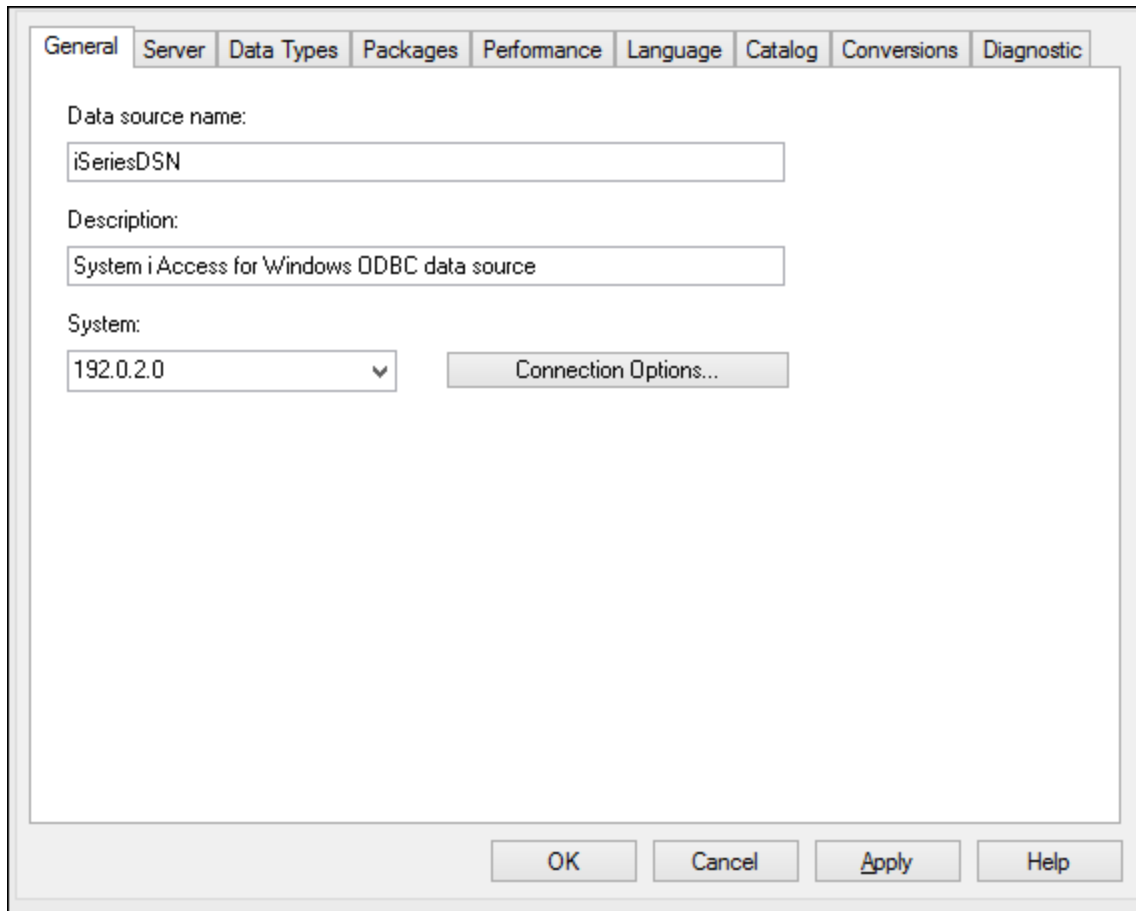 General Server Data Types Packages Performance Language Catalog Conversions Diagnostic
Data source name:
iSeriesDSN
Description:
System i Access for Windows ODBC data source
System:
192.0.2.0 Connection Options...
OK Cancel Apply Help